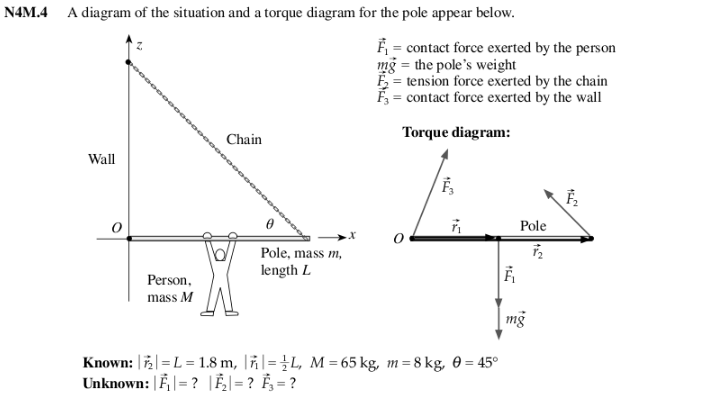 N4M.4 A diagram of the situation and a torque diagram for the pole appear below.
z
F⃗₁ = contact force exerted by the person
mg⃗ = the pole's weight
F⃗₂ = tension force exerted by the chain
F⃗₃ = contact force exerted by the wall
Chain
Torque diagram:
Wall
F⃗₃
F⃗₂
O
θ
x
O
r⃗₁
Pole
r⃗₂
Pole, mass m,
length L
F⃗₁
Person,
mass M
mg⃗
Known: |r⃗₂| = L = 1.8 m, |r⃗₁| = ½L, M = 65 kg, m = 8 kg, θ = 45°
Unknown: |F⃗₁| = ? |F⃗₂| = ? F⃗₃ = ?